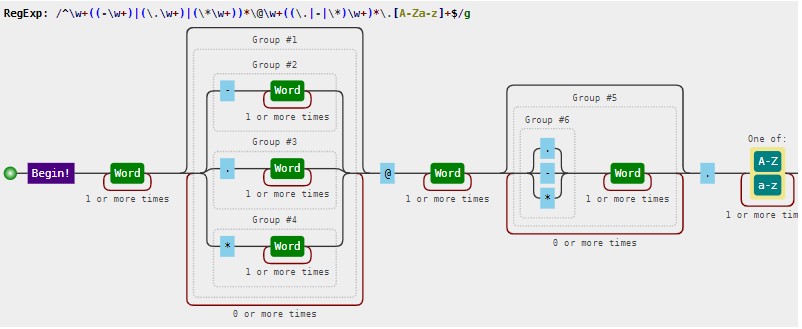 RegExp: /^\w+((-\w+)|(\.\w+)|(\*\w+))*\@\w+((\.|-|\*)\w+)*\.[A-Za-z]+$/g
Group #1
Group #2
-
Word
1 or more times
Group #3
.
Word
1 or more times
Group #4
*
Word
1 or more times
0 or more times
Begin!
Word
1 or more times
@
Word
1 or more times
Group #5
Group #6
.
-
*
Word
1 or more times
0 or more times
.
One of:
A-Z
a-z
1 or more tim